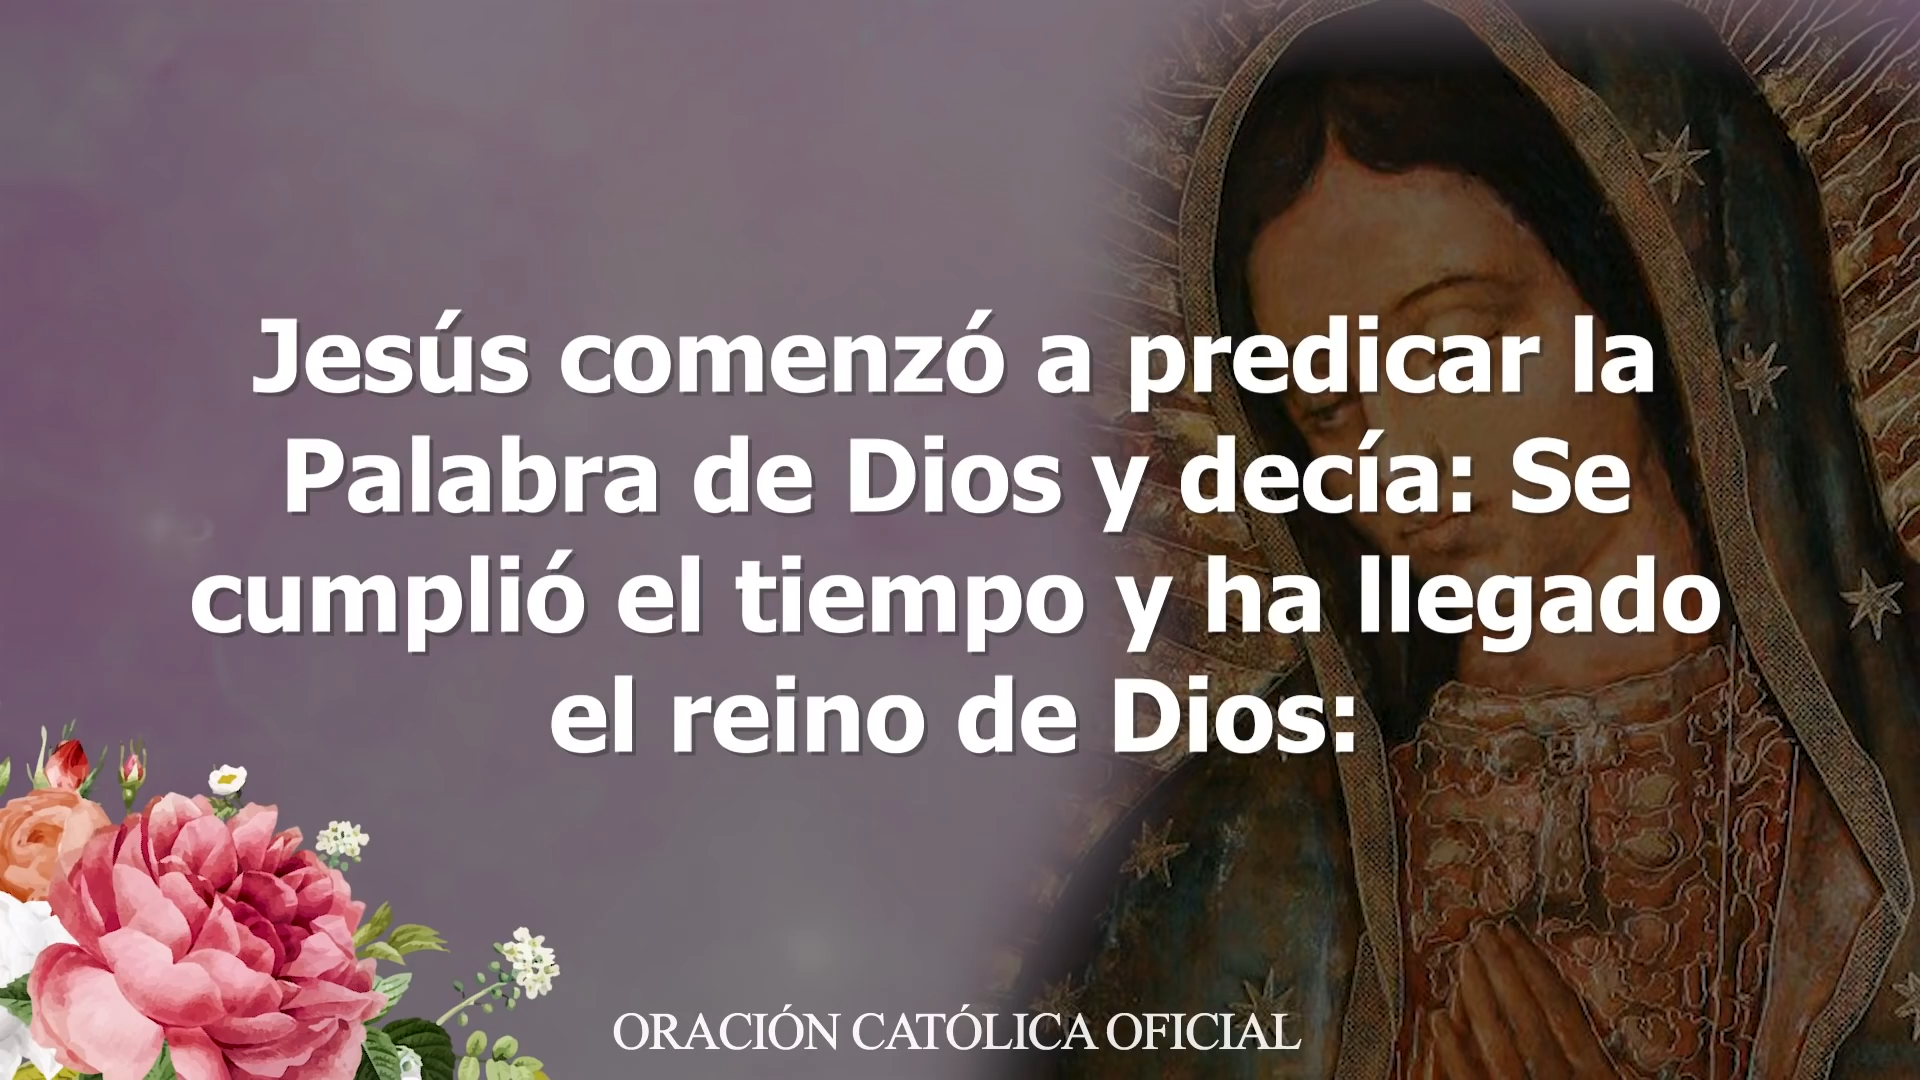 Jesús comenzó a predicar la
Palabra de Dios y decía: Se
cumplió el tiempo y ha llegado
el reino de Dios:
ORACIÓN CATÓLICA OFICIAL